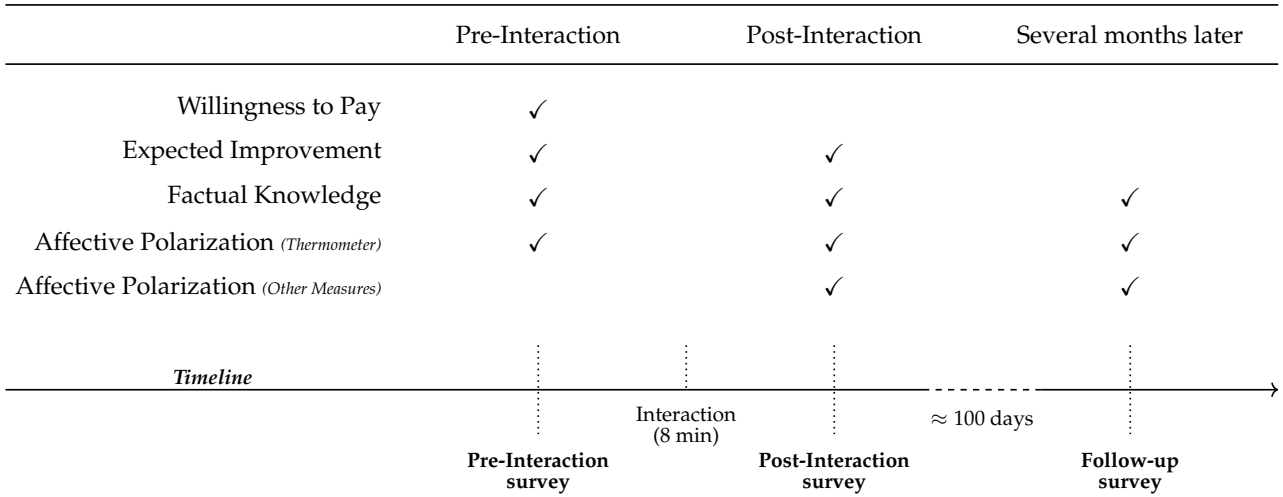 Pre-Interaction Post-Interaction Several months later
Willingness to Pay ✓
Expected Improvement ✓ ✓
Factual Knowledge ✓ ✓ ✓
Affective Polarization (Thermometer) ✓ ✓ ✓
Affective Polarization (Other Measures) ✓ ✓
Timeline
Interaction
(8 min)
≈ 100 days
Pre-Interaction
survey
Post-Interaction
survey
Follow-up
survey